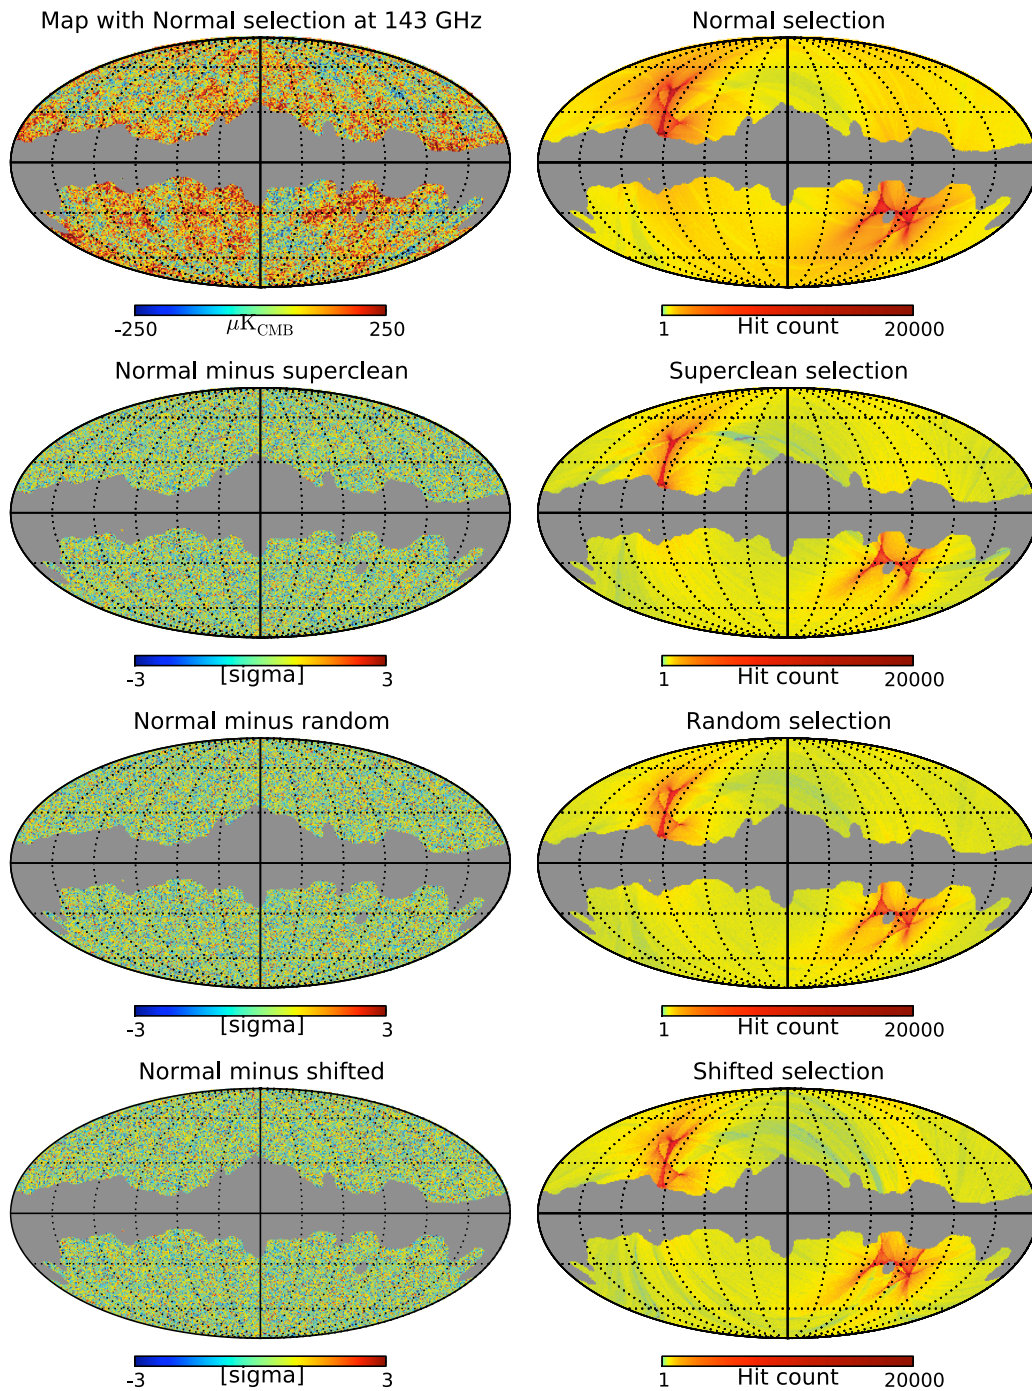 Map with Normal selection at 143 GHz
Normal selection
-250 μK_CMB 250
1 Hit count 20000
Normal minus superclean
Superclean selection
-3 [sigma] 3
1 Hit count 20000
Normal minus random
Random selection
-3 [sigma] 3
1 Hit count 20000
Normal minus shifted
Shifted selection
-3 [sigma] 3
1 Hit count 20000